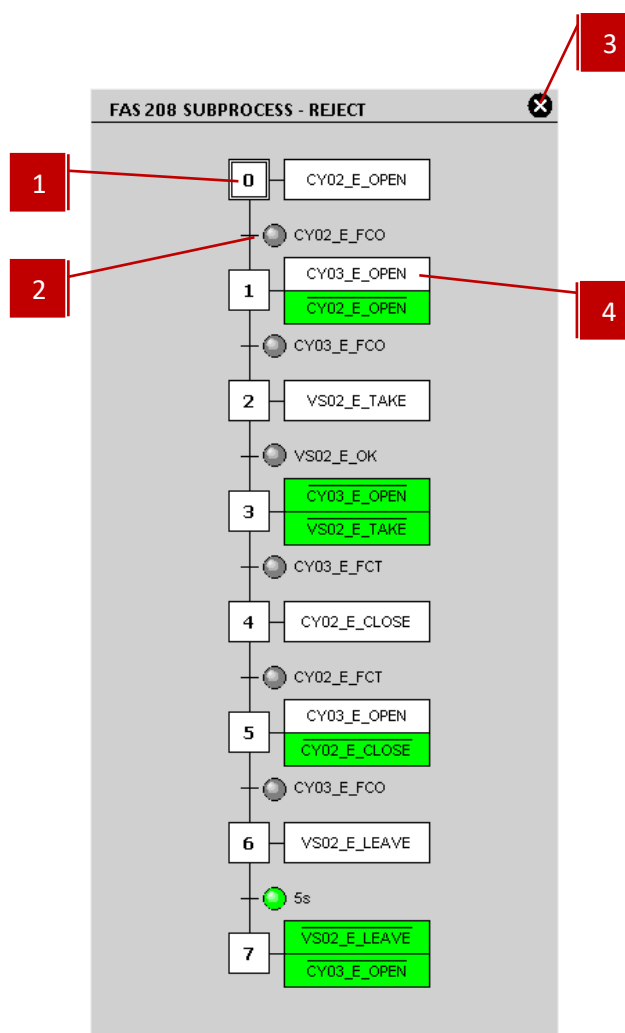 3
FAS 208 SUBPROCESS - REJECT
1
0 CY02_E_OPEN
CY02_E_FCO
2
CY03_E_OPEN
1
4
CY02_E_OPEN
CY03_E_FCO
2 VS02_E_TAKE
VS02_E_OK
CY03_E_OPEN
3
VS02_E_TAKE
CY03_E_FCT
4 CY02_E_CLOSE
CY02_E_FCT
CY03_E_OPEN
5
CY02_E_CLOSE
CY03_E_FCO
6 VS02_E_LEAVE
5s
VS02_E_LEAVE
7
CY03_E_OPEN